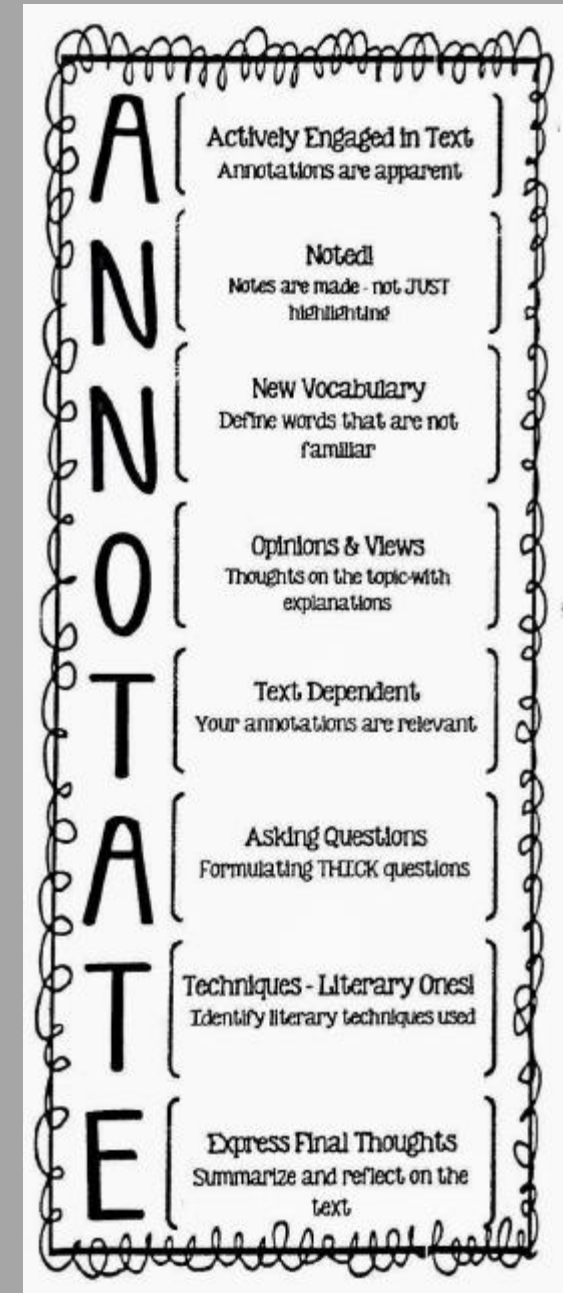 A
Actively Engaged in Text
Annotations are apparent
N
Noted!
Notes are made - not JUST
highlighting
N
New Vocabulary
Define words that are not
familiar
O
Opinions & Views
Thoughts on the topic-with
explanations
T
Text Dependent
Your annotations are relevant
A
Asking Questions
Formulating THICK questions
T
Techniques - Literary Ones!
Identify literary techniques used
E
Express Final Thoughts
Summarize and reflect on the
text